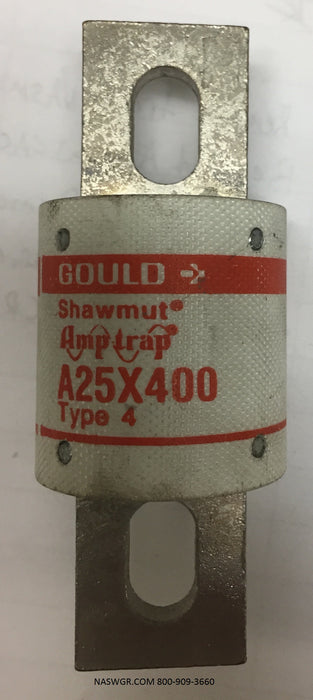 GOULD
Shawmut®
Amp-trap®
A25X400
Type 4
NASWGR.COM 800-909-3660